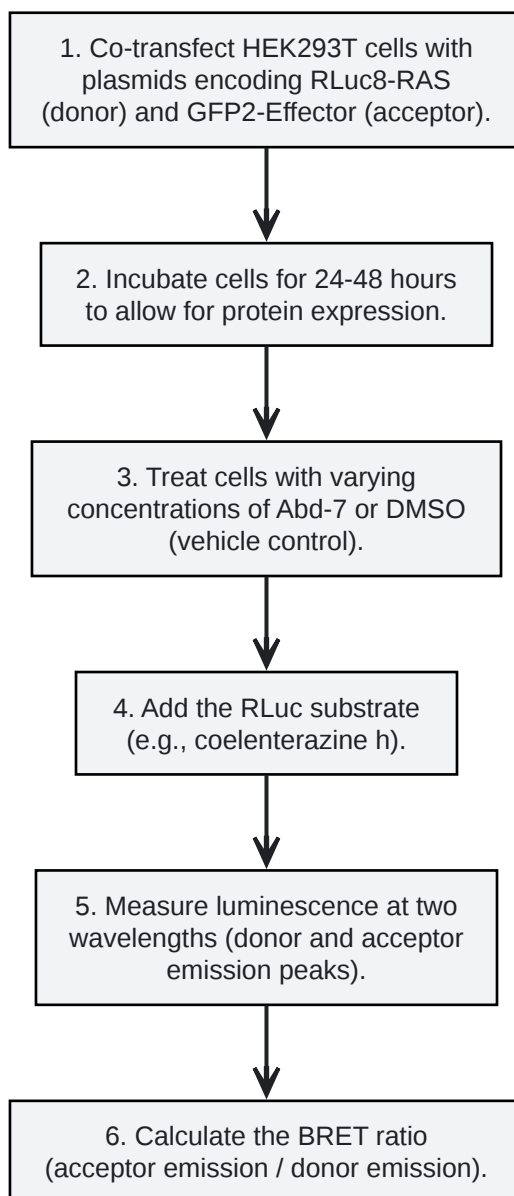 1. Co-transfect HEK293T cells with
plasmids encoding RLuc8-RAS
(donor) and GFP2-Effector (acceptor).
2. Incubate cells for 24-48 hours
to allow for protein expression.
3. Treat cells with varying
concentrations of Abd-7 or DMSO
(vehicle control).
4. Add the RLuc substrate
(e.g., coelenterazine h).
5. Measure luminescence at two
wavelengths (donor and acceptor
emission peaks).
6. Calculate the BRET ratio
(acceptor emission / donor emission).